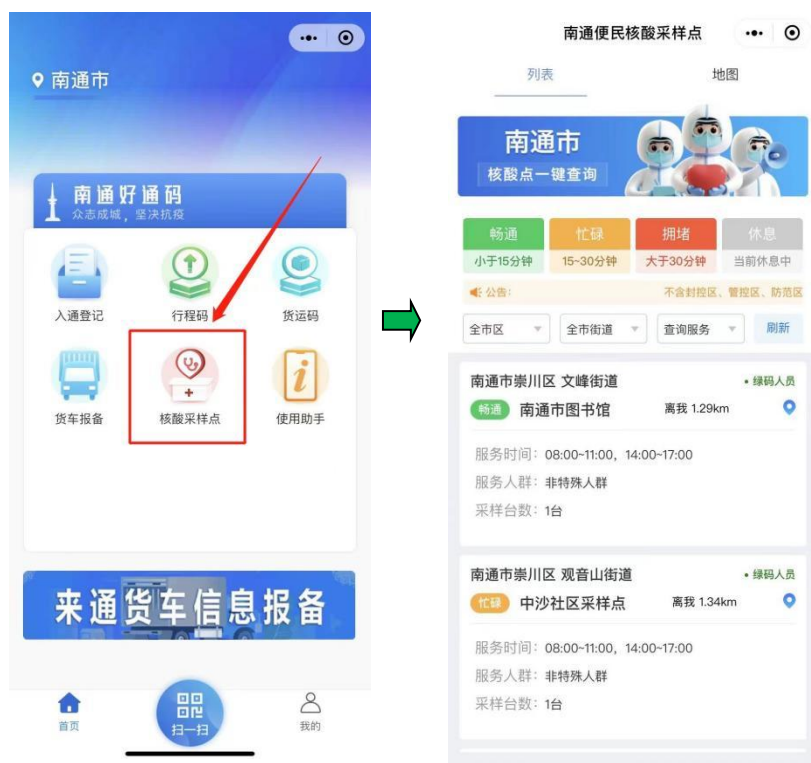 南通市
南通好通码
众志成城，坚决抗疫
入通登记
行程码
货运码
货车报备
核酸采样点
使用助手
来通货车信息报备
首页
扫一扫
我的
南通便民核酸采样点
列表
地图
南通市
核酸点一键查询
畅通
忙碌
拥堵
休息
小于15分钟
15~30分钟
大于30分钟
当前休息中
公告：
不含封控区、管控区、防范区
全市区
全市街道
查询服务
刷新
南通市崇川区 文峰街道
• 绿码人员
畅通 南通市图书馆
离我 1.29km
服务时间：08:00~11:00，14:00~17:00
服务人群：非特殊人群
采样台数：1台
南通市崇川区 观音山街道
• 绿码人员
忙碌 中沙社区采样点
离我 1.34km
服务时间：08:00~11:00，14:00~17:00
服务人群：非特殊人群
采样台数：1台